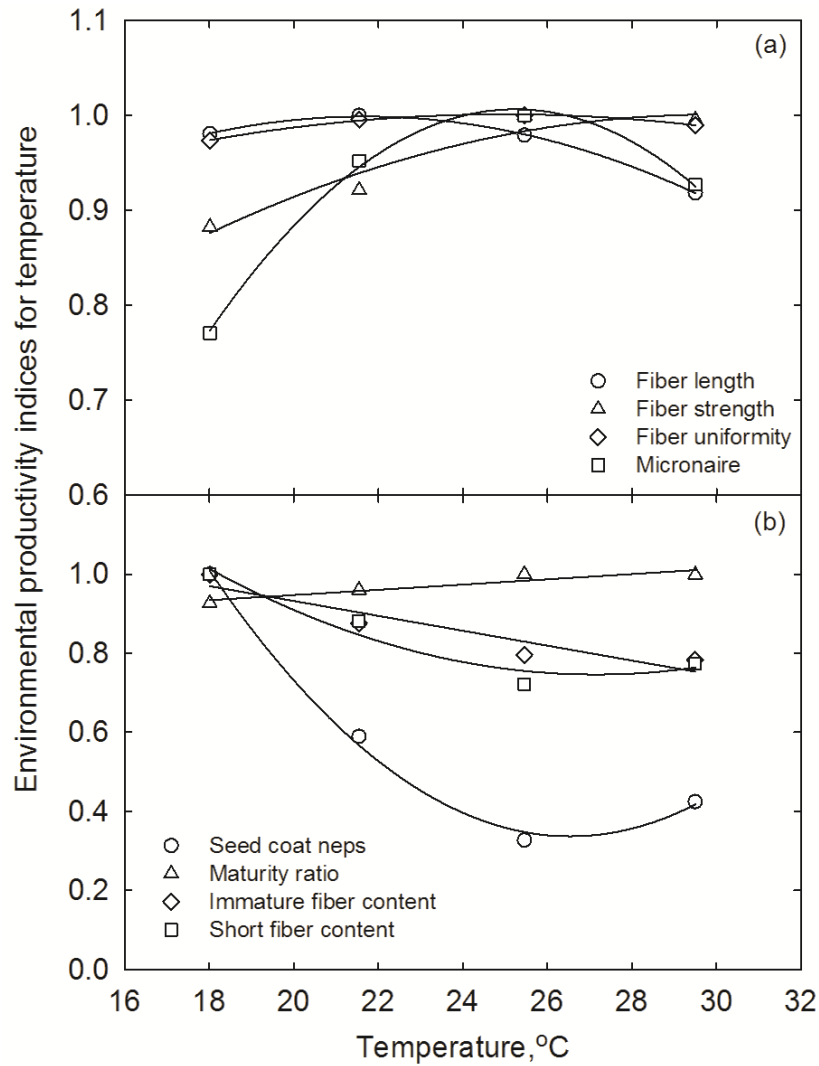 Environmental productivity indices for temperature
1.1
1.0
0.9
0.8
0.7
0.6
(a)
Fiber length
Fiber strength
Fiber uniformity
Micronaire
1.0
0.8
0.6
0.4
0.2
0.0
(b)
Seed coat neps
Maturity ratio
Immature fiber content
Short fiber content
16 18 20 22 24 26 28 30 32
Temperature,°C